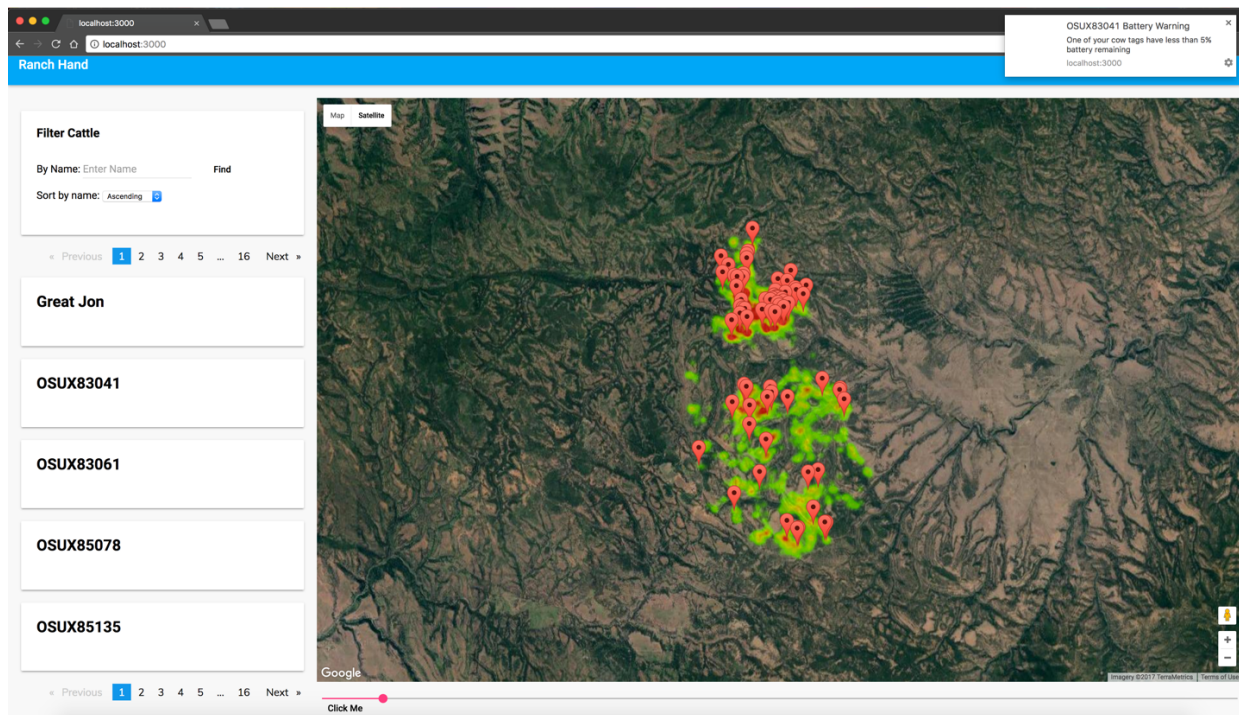 localhost:3000 ×
localhost:3000
OSUX83041 Battery Warning ×
One of your cow tags have less than 5%
battery remaining
localhost:3000
Ranch Hand
Filter Cattle
By Name: Enter Name Find
Sort by name: Ascending
« Previous 1 2 3 4 5 ... 16 Next »
Great Jon
OSUX83041
OSUX83061
OSUX85078
OSUX85135
« Previous 1 2 3 4 5 ... 16 Next »
Map Satellite
Google
Imagery ©2017 TerraMetrics Terms of Use
Click Me